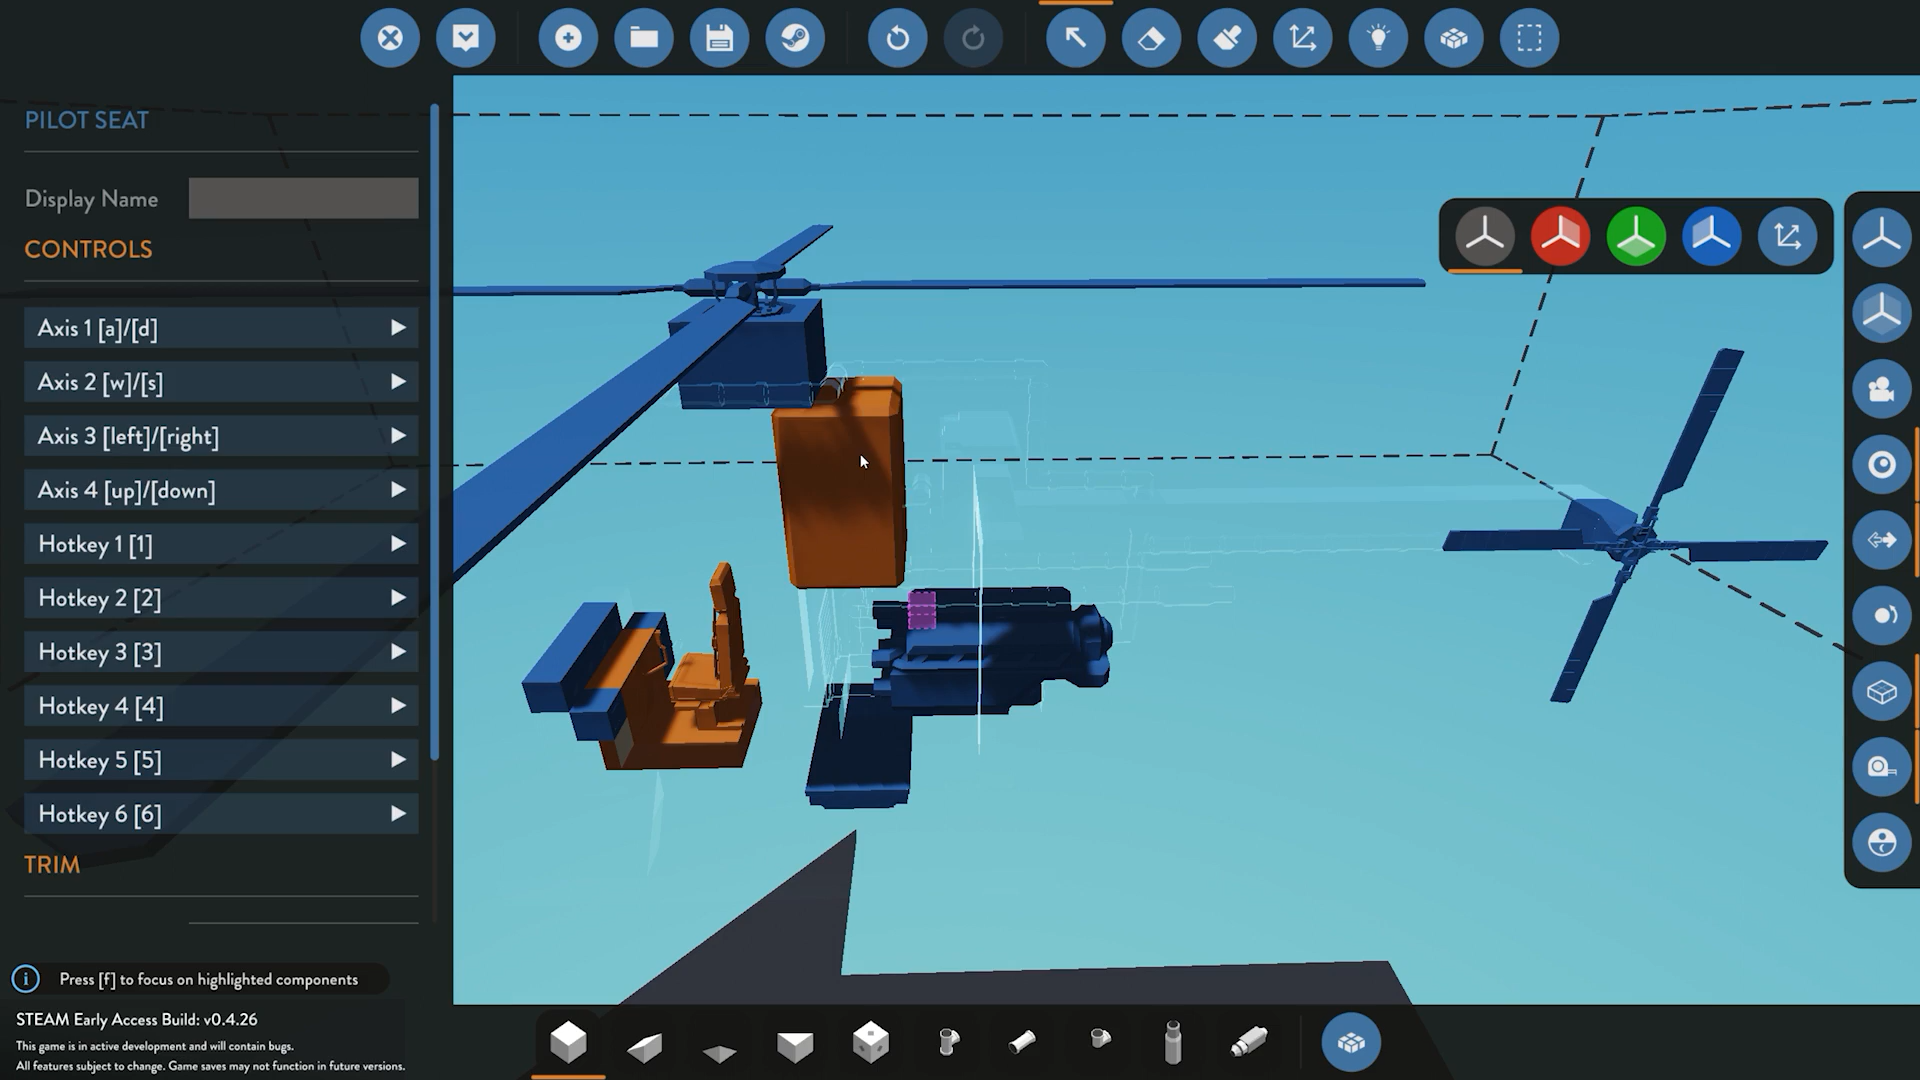 PILOT SEAT
Display Name
CONTROLS
Axis 1 [a]/[d]
Axis 2 [w]/[s]
Axis 3 [left]/[right]
Axis 4 [up]/[down]
Hotkey 1 [1]
Hotkey 2 [2]
Hotkey 3 [3]
Hotkey 4 [4]
Hotkey 5 [5]
Hotkey 6 [6]
TRIM
Press [f] to focus on highlighted components
STEAM Early Access Build: v0.4.26
This game is in active development and will contain bugs.
All features subject to change. Game saves may not function in future versions.